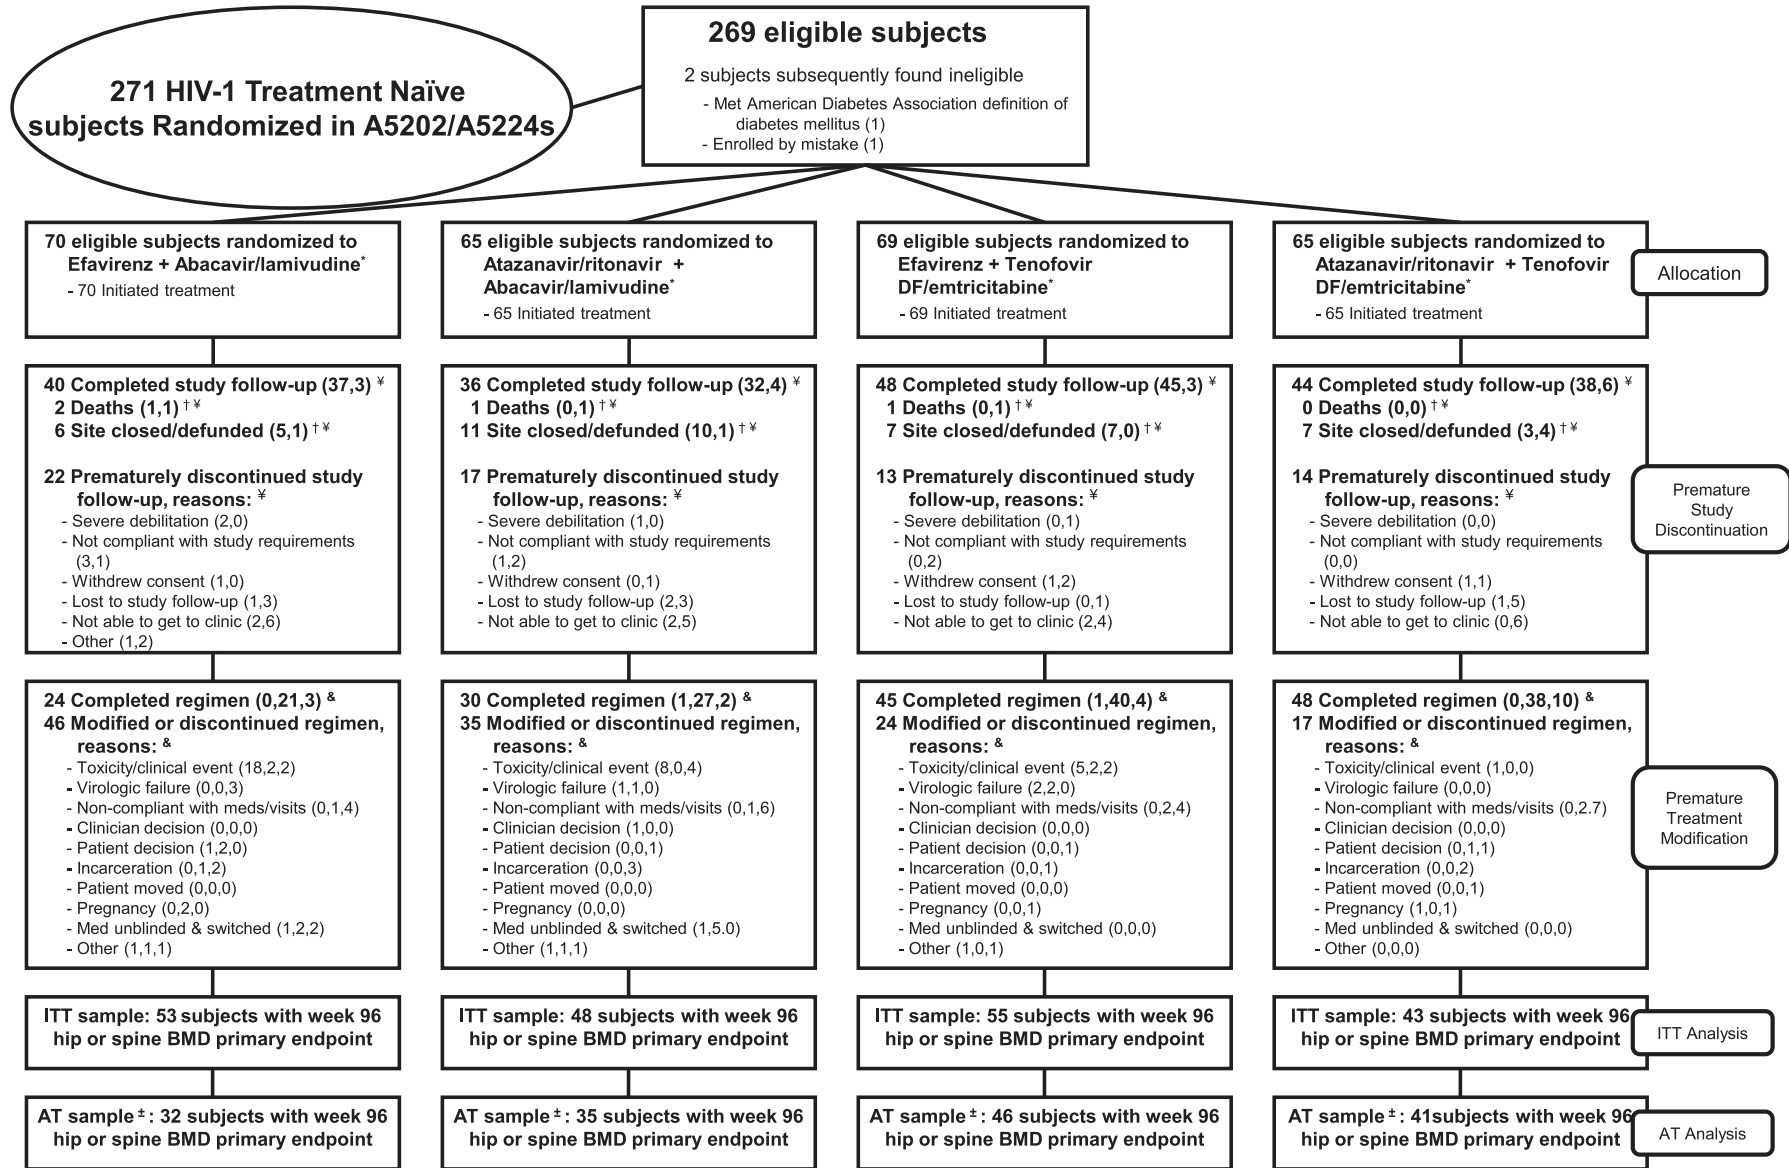 271 HIV-1 Treatment Naïve
subjects Randomized in A5202/A5224s
269 eligible subjects
2 subjects subsequently found ineligible
- Met American Diabetes Association definition of
diabetes mellitus (1)
- Enrolled by mistake (1)
70 eligible subjects randomized to
Efavirenz + Abacavir/lamivudine*
- 70 Initiated treatment
65 eligible subjects randomized to
Atazanavir/ritonavir +
Abacavir/lamivudine*
- 65 Initiated treatment
69 eligible subjects randomized to
Efavirenz + Tenofovir
DF/emtricitabine*
- 69 Initiated treatment
65 eligible subjects randomized to
Atazanavir/ritonavir + Tenofovir
DF/emtricitabine*
- 65 Initiated treatment
Allocation
40 Completed study follow-up (37,3) ¥
2 Deaths (1,1) † ¥
6 Site closed/defunded (5,1) † ¥
22 Prematurely discontinued study
follow-up, reasons: ¥
- Severe debilitation (2,0)
- Not compliant with study requirements
(3,1)
- Withdrew consent (1,0)
- Lost to study follow-up (1,3)
- Not able to get to clinic (2,6)
- Other (1,2)
36 Completed study follow-up (32,4) ¥
1 Deaths (0,1) † ¥
11 Site closed/defunded (10,1) † ¥
17 Prematurely discontinued study
follow-up, reasons: ¥
- Severe debilitation (1,0)
- Not compliant with study requirements
(1,2)
- Withdrew consent (0,1)
- Lost to study follow-up (2,3)
- Not able to get to clinic (2,5)
48 Completed study follow-up (45,3) ¥
1 Deaths (0,1) † ¥
7 Site closed/defunded (7,0) † ¥
13 Prematurely discontinued study
follow-up, reasons: ¥
- Severe debilitation (0,1)
- Not compliant with study requirements
(0,2)
- Withdrew consent (1,2)
- Lost to study follow-up (0,1)
- Not able to get to clinic (2,4)
44 Completed study follow-up (38,6) ¥
0 Deaths (0,0) † ¥
7 Site closed/defunded (3,4) † ¥
14 Prematurely discontinued study
follow-up, reasons: ¥
- Severe debilitation (0,0)
- Not compliant with study requirements
(0,0)
- Withdrew consent (1,1)
- Lost to study follow-up (1,5)
- Not able to get to clinic (0,6)
Premature
Study
Discontinuation
24 Completed regimen (0,21,3) &
46 Modified or discontinued regimen,
reasons: &
- Toxicity/clinical event (18,2,2)
- Virologic failure (0,0,3)
- Non-compliant with meds/visits (0,1,4)
- Clinician decision (0,0,0)
- Patient decision (1,2,0)
- Incarceration (0,1,2)
- Patient moved (0,0,0)
- Pregnancy (0,2,0)
- Med unblinded & switched (1,2,2)
- Other (1,1,1)
30 Completed regimen (1,27,2) &
35 Modified or discontinued regimen,
reasons: &
- Toxicity/clinical event (8,0,4)
- Virologic failure (1,1,0)
- Non-compliant with meds/visits (0,1,6)
- Clinician decision (1,0,0)
- Patient decision (0,0,1)
- Incarceration (0,0,3)
- Patient moved (0,0,0)
- Pregnancy (0,0,0)
- Med unblinded & switched (1,5.0)
- Other (1,1,1)
45 Completed regimen (1,40,4) &
24 Modified or discontinued regimen,
reasons: &
- Toxicity/clinical event (5,2,2)
- Virologic failure (2,2,0)
- Non-compliant with meds/visits (0,2,4)
- Clinician decision (0,0,0)
- Patient decision (0,0,1)
- Incarceration (0,0,1)
- Patient moved (0,0,0)
- Pregnancy (0,0,1)
- Med unblinded & switched (0,0,0)
- Other (1,0,1)
48 Completed regimen (0,38,10) &
17 Modified or discontinued regimen,
reasons: &
- Toxicity/clinical event (1,0,0)
- Virologic failure (0,0,0)
- Non-compliant with meds/visits (0,2.7)
- Clinician decision (0,0,0)
- Patient decision (0,1,1)
- Incarceration (0,0,2)
- Patient moved (0,0,1)
- Pregnancy (1,0,1)
- Med unblinded & switched (0,0,0)
- Other (0,0,0)
Premature
Treatment
Modification
ITT sample: 53 subjects with week 96
hip or spine BMD primary endpoint
ITT sample: 48 subjects with week 96
hip or spine BMD primary endpoint
ITT sample: 55 subjects with week 96
hip or spine BMD primary endpoint
ITT sample: 43 subjects with week 96
hip or spine BMD primary endpoint
ITT Analysis
AT sample ± : 32 subjects with week 96
hip or spine BMD primary endpoint
AT sample ± : 35 subjects with week 96
hip or spine BMD primary endpoint
AT sample ± : 46 subjects with week 96
hip or spine BMD primary endpoint
AT sample ± : 41subjects with week 96
hip or spine BMD primary endpoint
AT Analysis